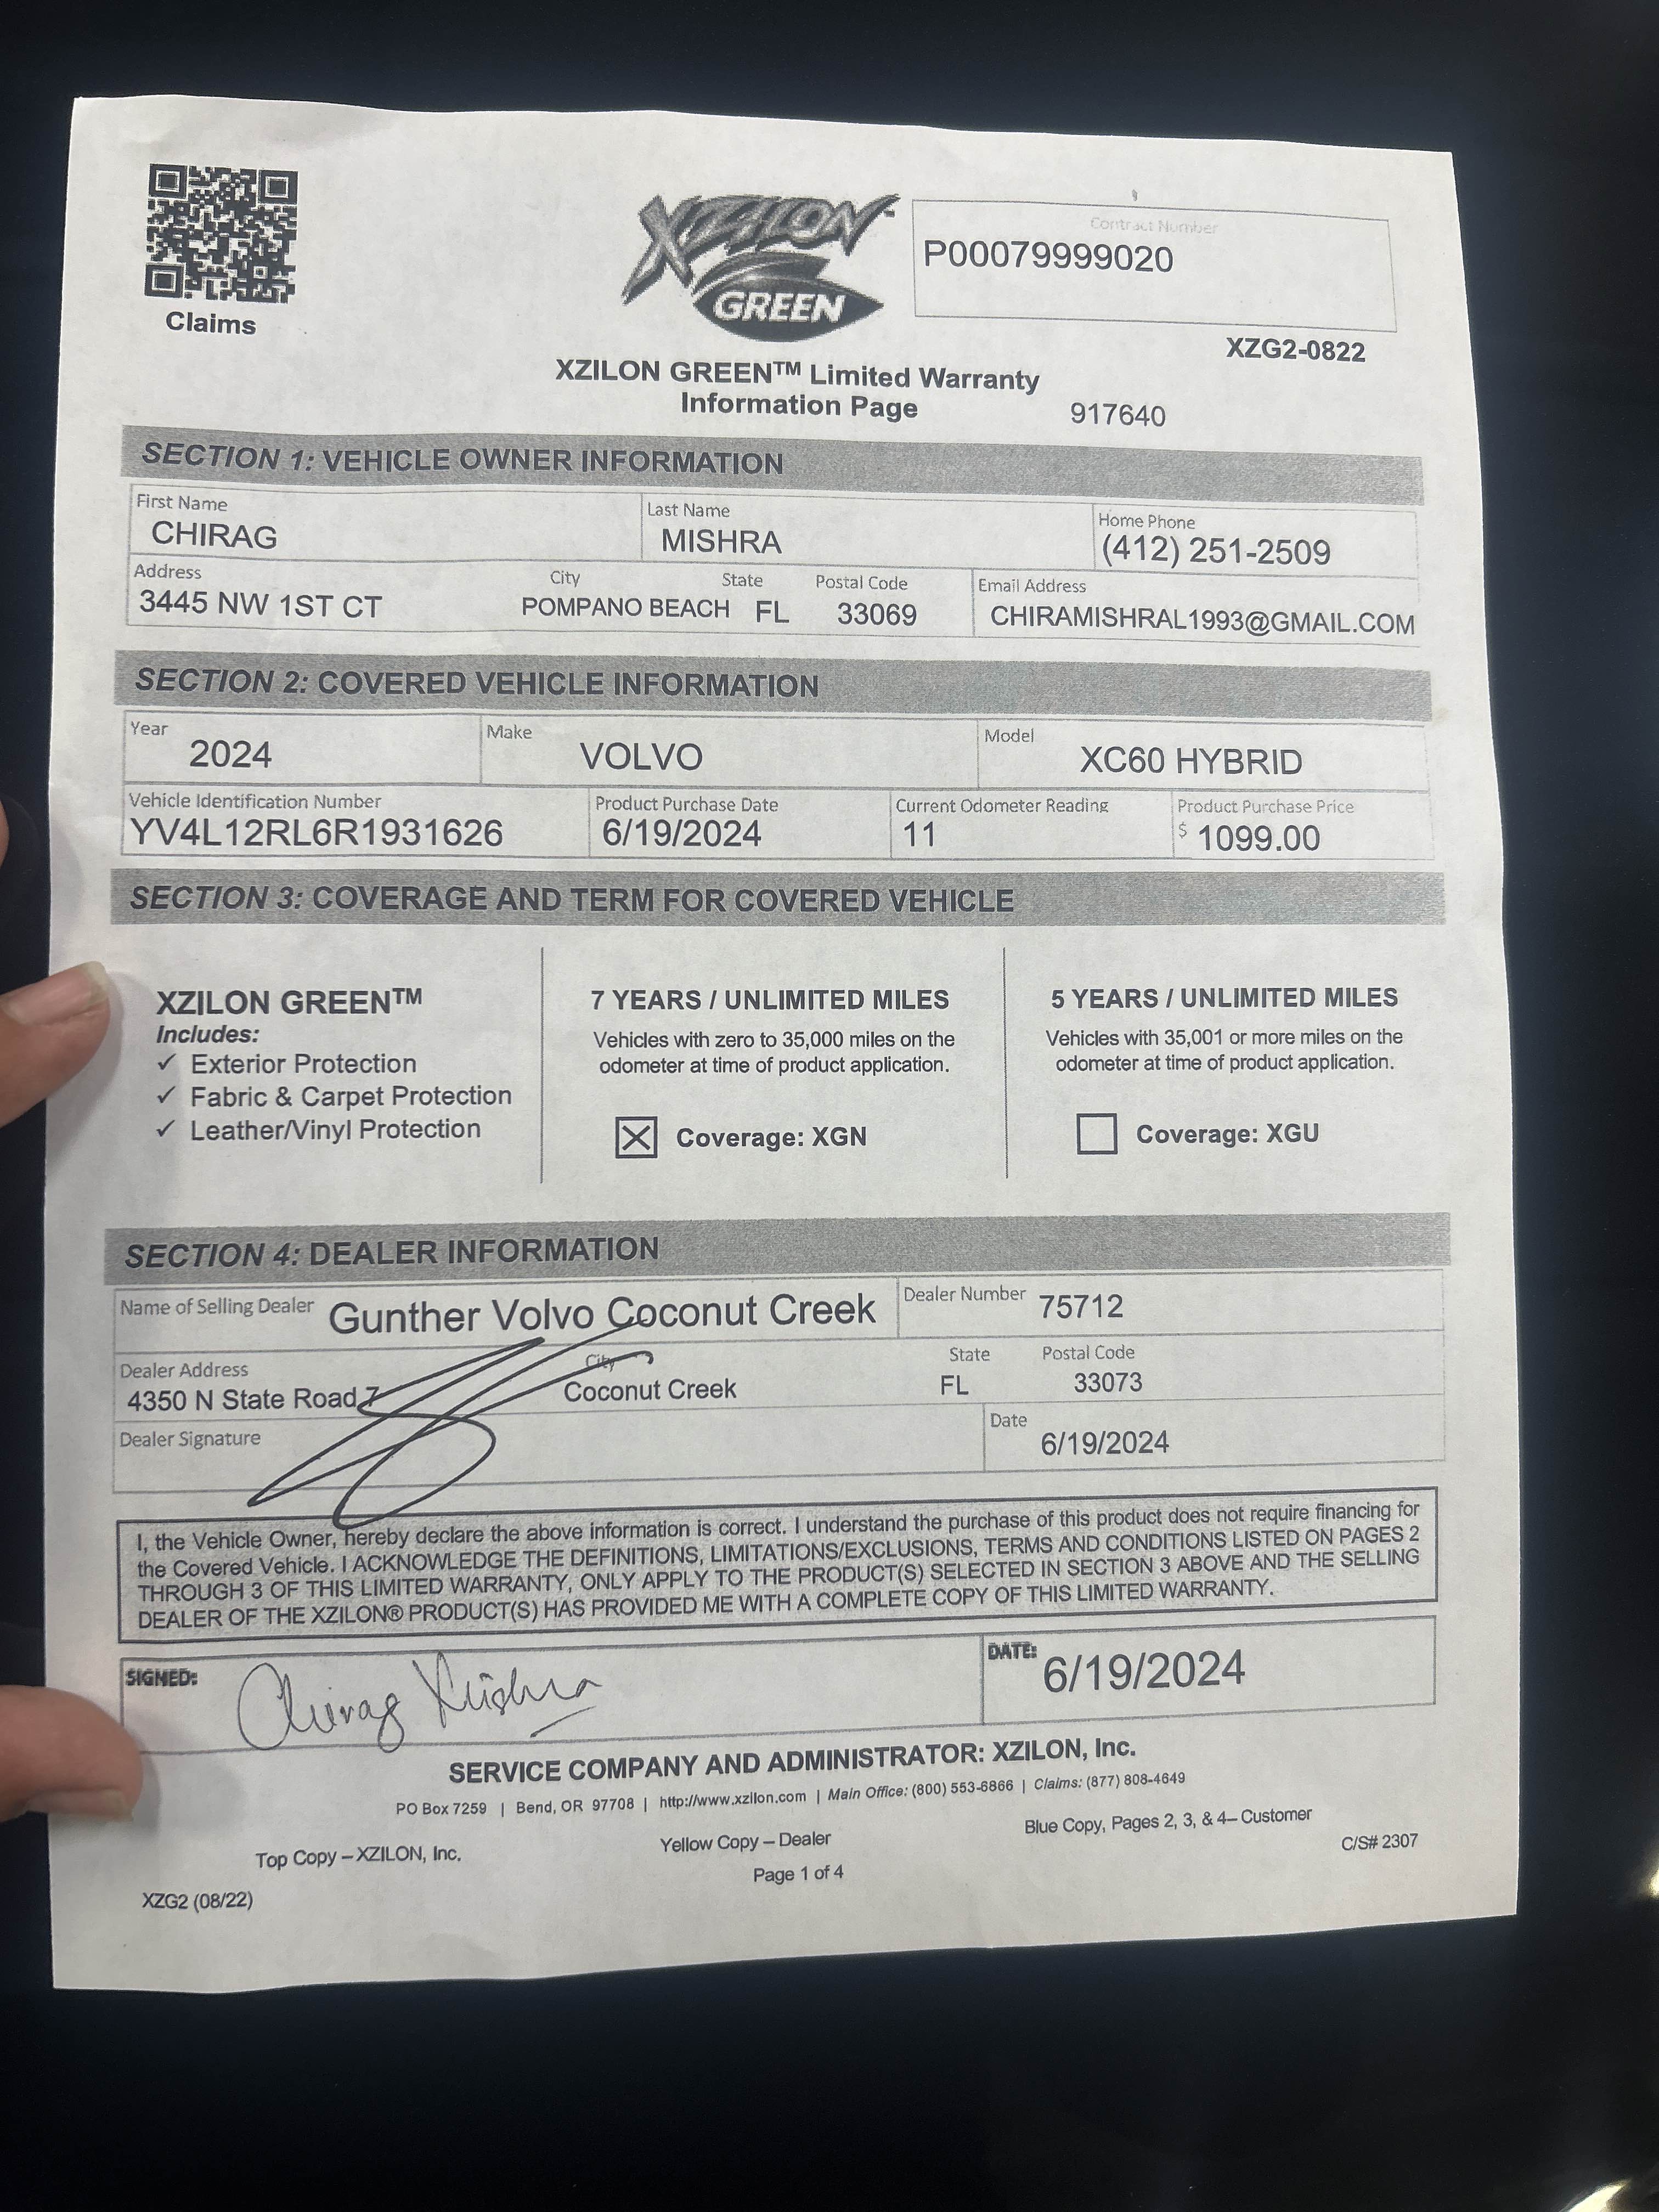 XZILON™
GREEN
Contract Number
P00079999020
Claims
XZG2-0822
XZILON GREEN™ Limited Warranty
Information Page 917640
SECTION 1: VEHICLE OWNER INFORMATION
First Name Last Name Home Phone
CHIRAG MISHRA (412) 251-2509
Address City State Postal Code Email Address
3445 NW 1ST CT POMPANO BEACH FL 33069 CHIRAMISHRAL1993@GMAIL.COM
SECTION 2: COVERED VEHICLE INFORMATION
Year Make Model
2024 VOLVO XC60 HYBRID
Vehicle Identification Number Product Purchase Date Current Odometer Reading Product Purchase Price
YV4L12RL6R1931626 6/19/2024 11 $ 1099.00
SECTION 3: COVERAGE AND TERM FOR COVERED VEHICLE
XZILON GREEN™
Includes:
✓ Exterior Protection
✓ Fabric & Carpet Protection
✓ Leather/Vinyl Protection
7 YEARS / UNLIMITED MILES
Vehicles with zero to 35,000 miles on the
odometer at time of product application.
☒ Coverage: XGN
5 YEARS / UNLIMITED MILES
Vehicles with 35,001 or more miles on the
odometer at time of product application.
☐ Coverage: XGU
SECTION 4: DEALER INFORMATION
Name of Selling Dealer Gunther Volvo Coconut Creek Dealer Number 75712
Dealer Address City State Postal Code
4350 N State Road 7 Coconut Creek FL 33073
Dealer Signature Date 6/19/2024
I, the Vehicle Owner, hereby declare the above information is correct. I understand the purchase of this product does not require financing for
the Covered Vehicle. I ACKNOWLEDGE THE DEFINITIONS, LIMITATIONS/EXCLUSIONS, TERMS AND CONDITIONS LISTED ON PAGES 2
THROUGH 3 OF THIS LIMITED WARRANTY, ONLY APPLY TO THE PRODUCT(S) SELECTED IN SECTION 3 ABOVE AND THE SELLING
DEALER OF THE XZILON® PRODUCT(S) HAS PROVIDED ME WITH A COMPLETE COPY OF THIS LIMITED WARRANTY.
SIGNED: Chirag Mishra DATE: 6/19/2024
SERVICE COMPANY AND ADMINISTRATOR: XZILON, Inc.
PO Box 7259 | Bend, OR 97708 | http://www.xzilon.com | Main Office: (800) 553-6866 | Claims: (877) 808-4649
Top Copy – XZILON, Inc. Yellow Copy – Dealer Blue Copy, Pages 2, 3, & 4– Customer
Page 1 of 4 C/S# 2307
XZG2 (08/22)